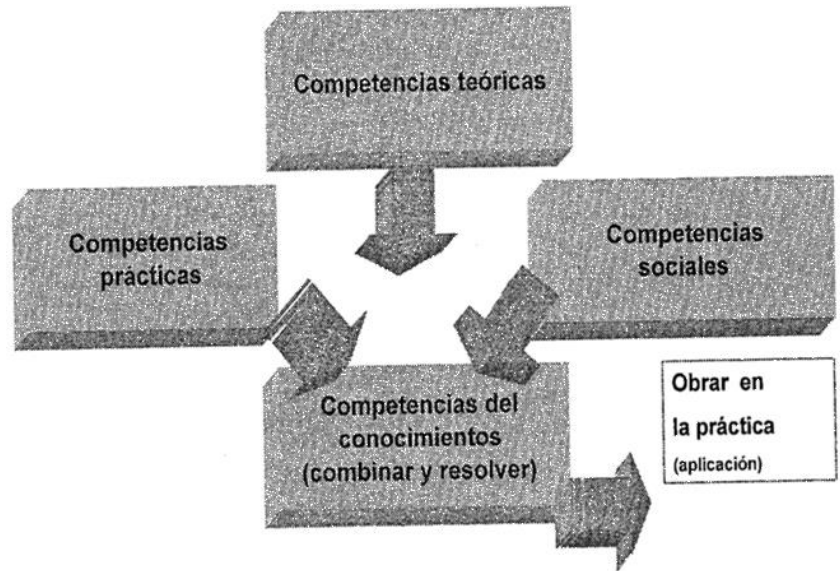 Competencias teóricas
Competencias
prácticas
Competencias
sociales
Competencias del
conocimientos
(combinar y resolver)
Obrar en
la práctica
(aplicación)